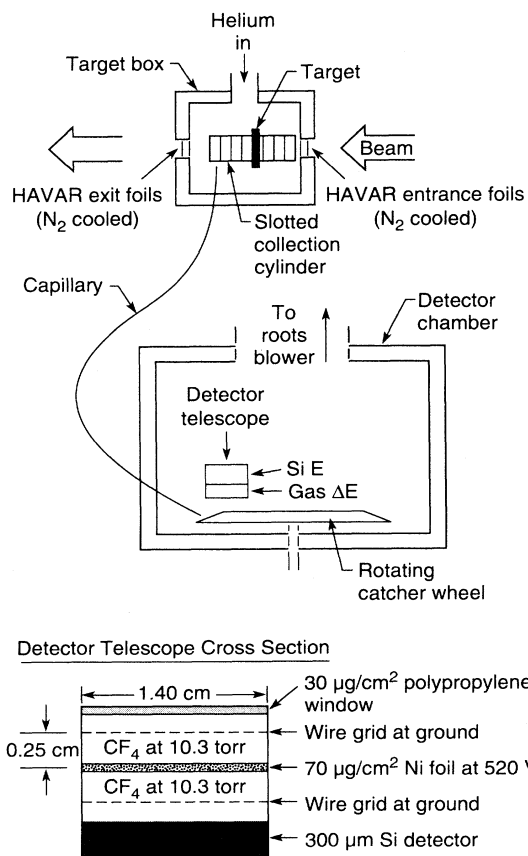 Helium
in
Target box
Target
Beam
HAVAR exit foils
(N₂ cooled)
HAVAR entrance foils
(N₂ cooled)
Slotted
collection
cylinder
Capillary
To
roots
blower
Detector
chamber
Detector
telescope
Si E
Gas ΔE
Rotating
catcher wheel
Detector Telescope Cross Section
1.40 cm
30 μg/cm² polypropylene
window
Wire grid at ground
0.25 cm
CF₄ at 10.3 torr
70 μg/cm² Ni foil at 520 V
CF₄ at 10.3 torr
Wire grid at ground
300 μm Si detector